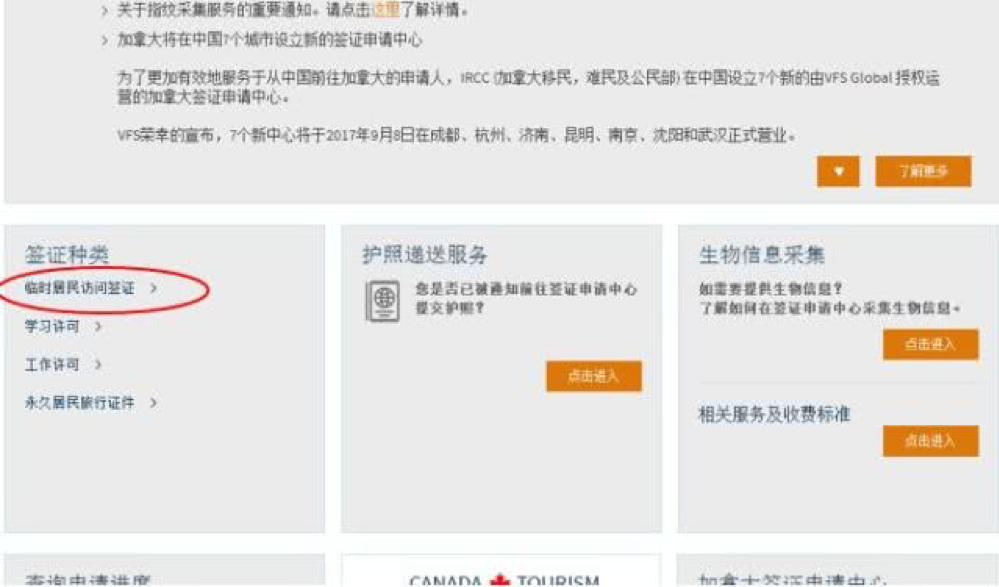 > 关于指纹采集服务的重要通知。请点击这里了解详情。
> 加拿大将在中国7个城市设立新的签证申请中心
为了更加有效地服务于从中国前往加拿大的申请人，IRCC (加拿大移民，难民及公民部) 在中国设立7个新的由VFS Global 授权运
营的加拿大签证申请中心。
VFS荣幸的宣布，7个新中心将于2017年9月8日在成都、杭州、济南、昆明、南京、沈阳和武汉正式营业。
了解更多
签证种类
临时居民访问签证 >
学习许可 >
工作许可 >
永久居民旅行证件 >
护照递送服务
您是否已被通知前往签证申请中心
提交护照？
点击进入
生物信息采集
如需要提供生物信息？
了解如何在签证申请中心采集生物信息。
点击进入
相关服务及收费标准
点击进入
查询申请进度
CANADA TOURISM
加拿大签证申请中心